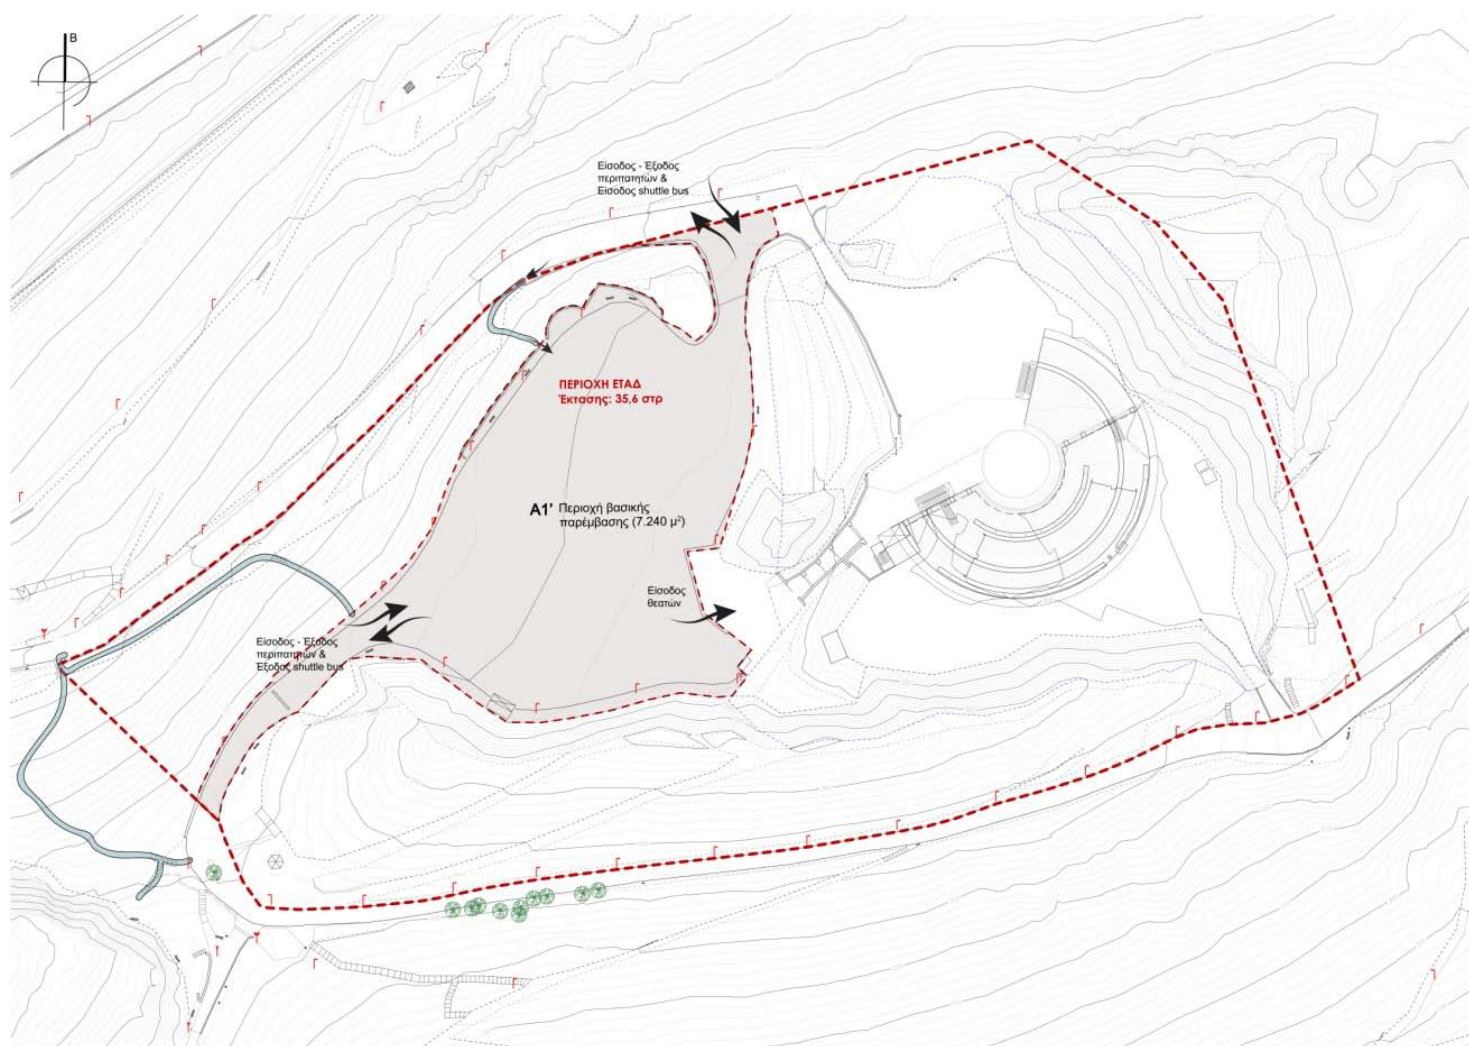 Β
Είσοδος - Έξοδος
περιπατητών &
Είσοδος shuttle bus
ΠΕΡΙΟΧΗ ΕΤΑΔ
Έκτασης: 35,6 στρ
Α1' Περιοχή βασικής
παρέμβασης (7.240 μ²)
Είσοδος
θεατών
Είσοδος - Έξοδος
περιπατητών &
Έξοδος shuttle bus